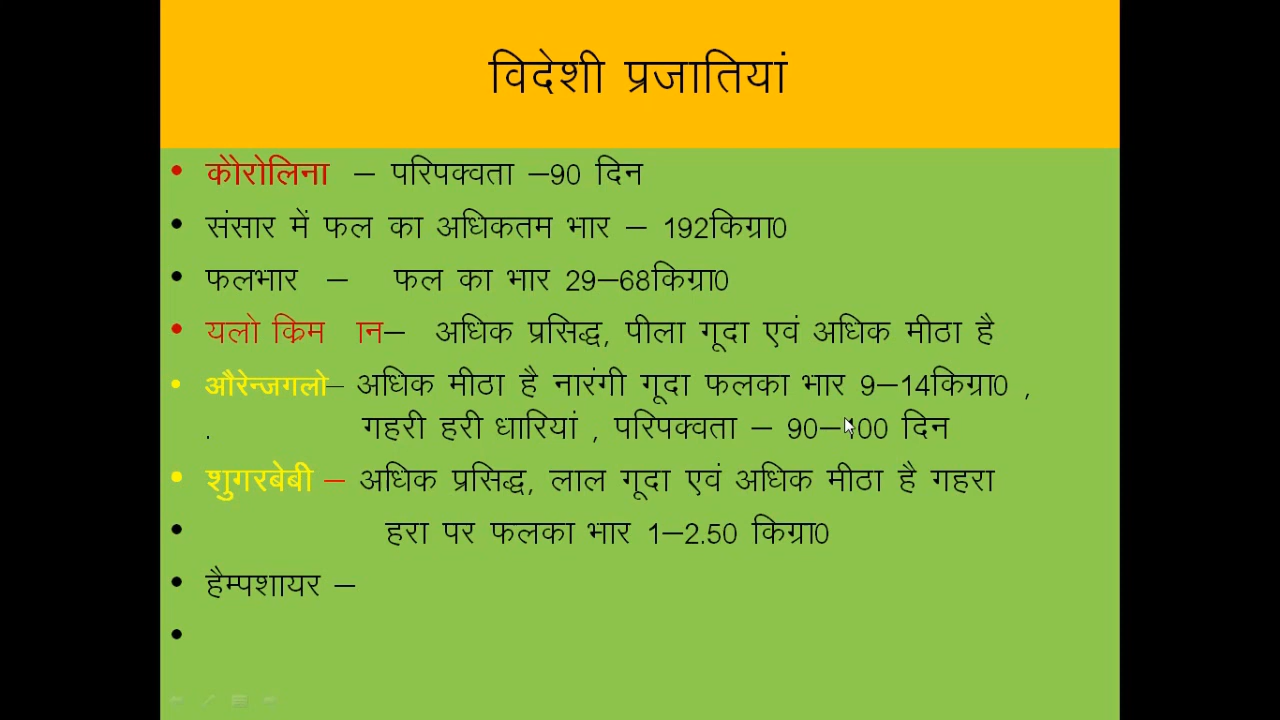 विदेशी प्रजातियां
• कैरोलिना – परिपक्वता –90 दिन
• संसार में फल का अधिकतम भार – 192किग्रा0
• फलभार – फल का भार 29–68किग्रा0
• यलो क्रिम ान– अधिक प्रसिद्ध, पीला गूदा एवं अधिक मीठा है
• औरेन्जगलो– अधिक मीठा है नारंगी गूदा फलका भार 9–14किग्रा0 ,
. गहरी हरी धारियां , परिपक्वता – 90–100 दिन
• शुगरबेबी – अधिक प्रसिद्ध, लाल गूदा एवं अधिक मीठा है गहरा
• हरा पर फलका भार 1–2.50 किग्रा0
• हैम्पशायर –
•